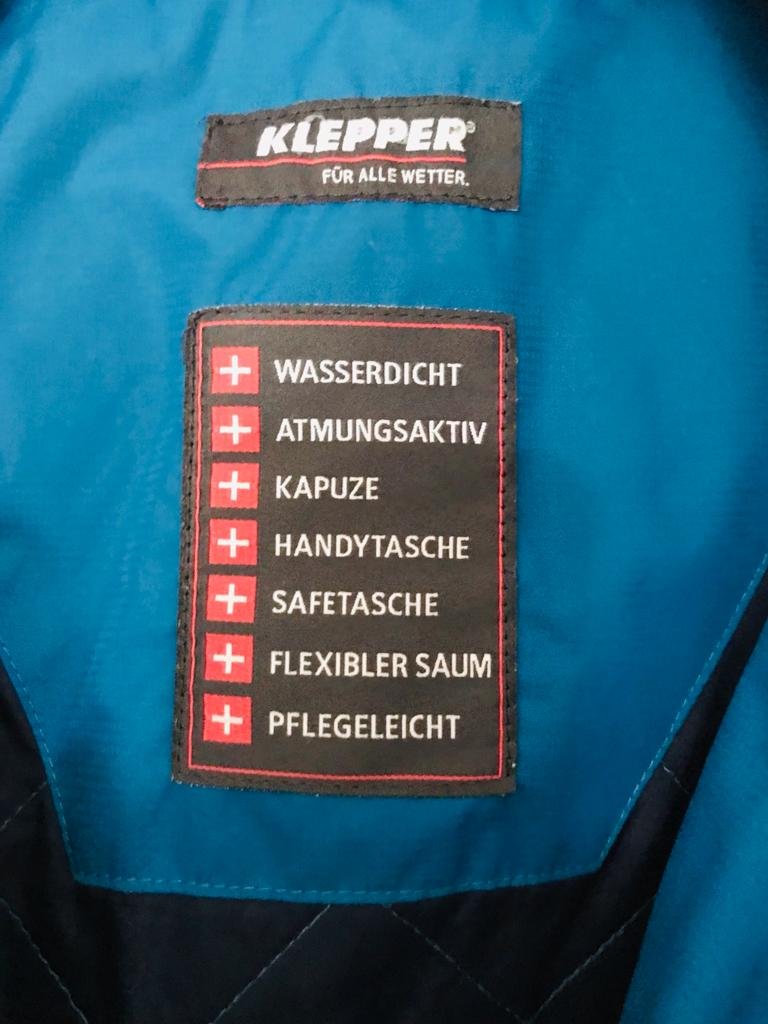 KLEPPER®
FÜR ALLE WETTER.
+ WASSERDICHT
+ ATMUNGSAKTIV
+ KAPUZE
+ HANDYTASCHE
+ SAFETASCHE
+ FLEXIBLER SAUM
+ PFLEGELEICHT